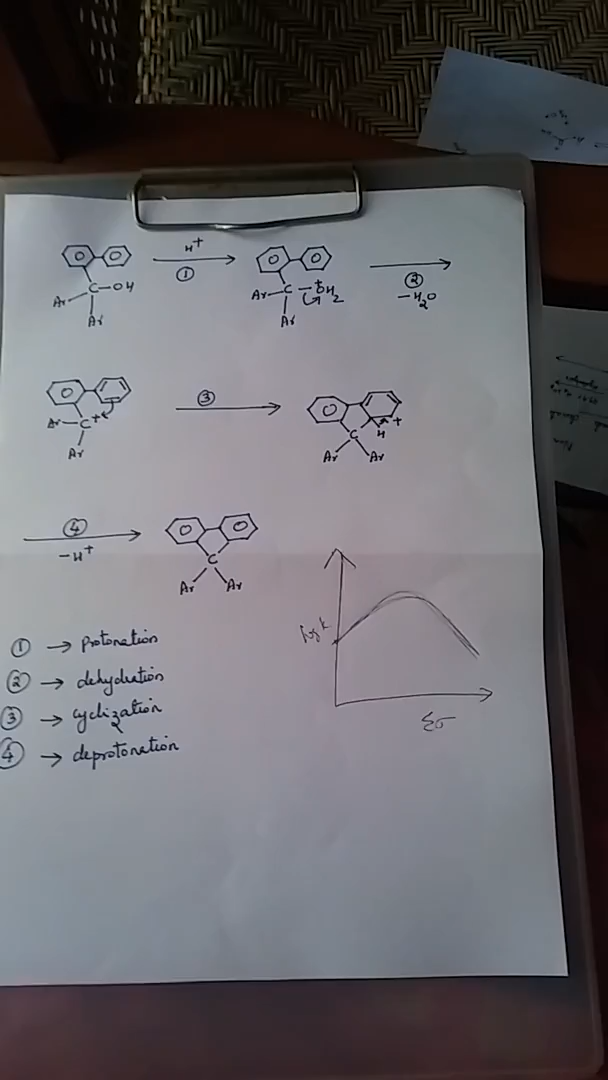 H⁺
①
C–OH
Ar
Ar
Ar–C–⁺OH₂
Ar
②
–H₂O
Ar–C⁺
Ar
③
C
H
+
Ar
Ar
④
–H⁺
C
Ar
Ar
log k
Σσ
① → protonation
② → dehydration
③ → cyclization
④ → deprotonation